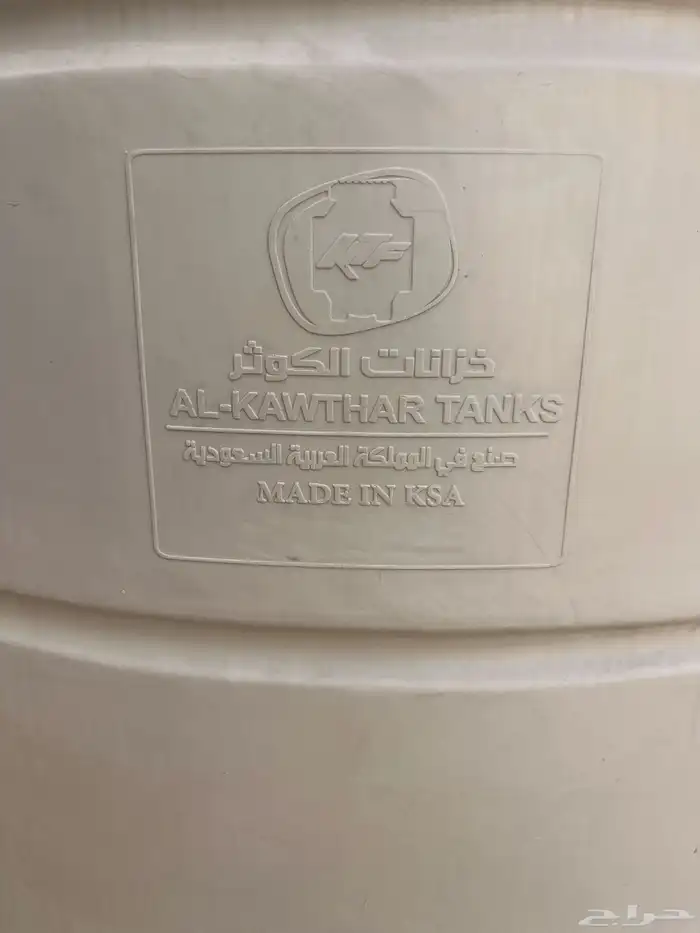 KTF
خزانات الكوثر
AL-KAWTHAR TANKS
صنع في المملكة العربية السعودية
MADE IN KSA
حراج